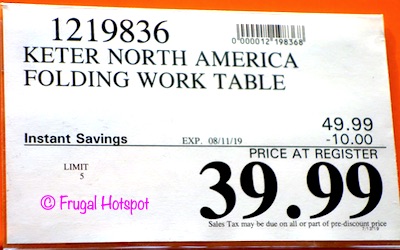 1219836
0000012 198368
KETER NORTH AMERICA
FOLDING WORK TABLE
49.99
Instant Savings EXP. 08/11/19 -10.00
PRICE AT REGISTER
LIMIT
5
39.99
© Frugal Hotspot
Sales Tax may be due on all or part of pre-discount price